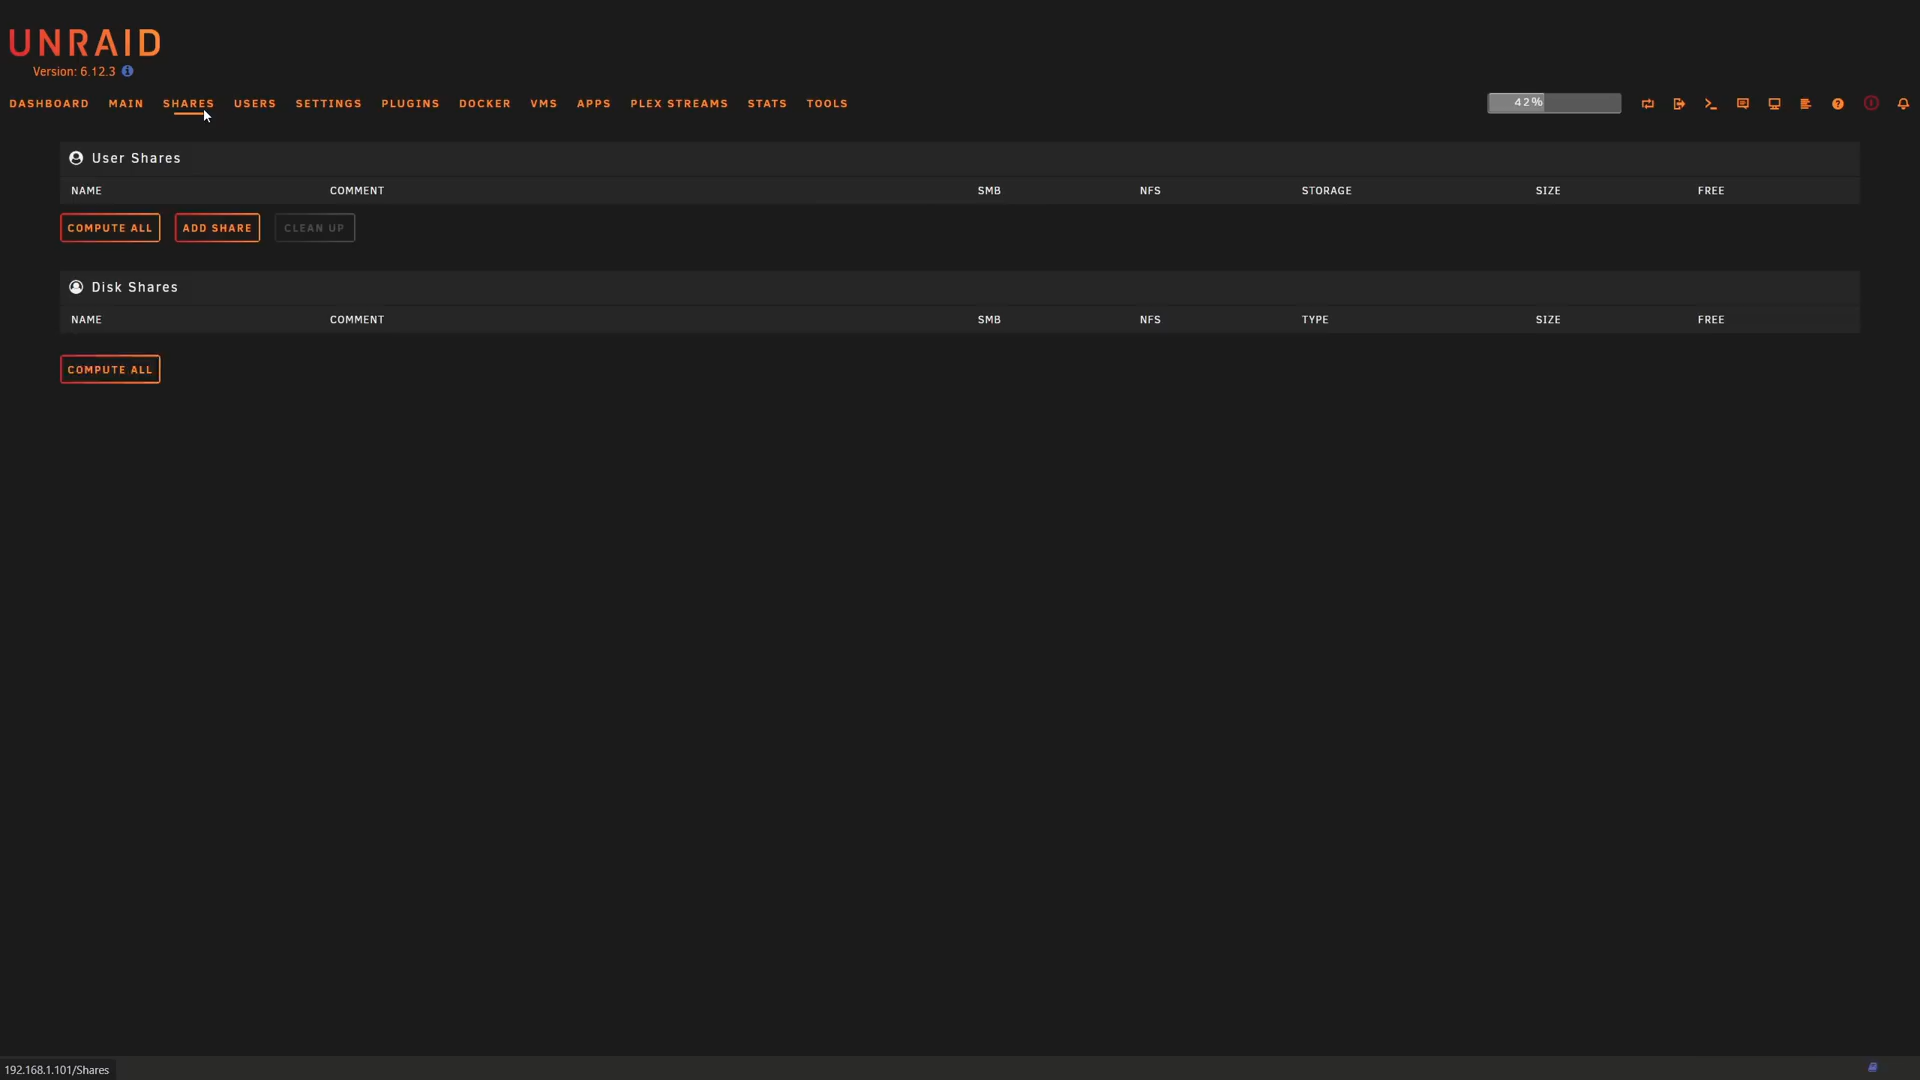 UNRAID
Version: 6.12.3
DASHBOARD MAIN SHARES USERS SETTINGS PLUGINS DOCKER VMS APPS PLEX STREAMS STATS TOOLS 42%
User Shares
NAME COMMENT SMB NFS STORAGE SIZE FREE
COMPUTE ALL ADD SHARE CLEAN UP
Disk Shares
NAME COMMENT SMB NFS TYPE SIZE FREE
COMPUTE ALL
192.168.1.101/Shares